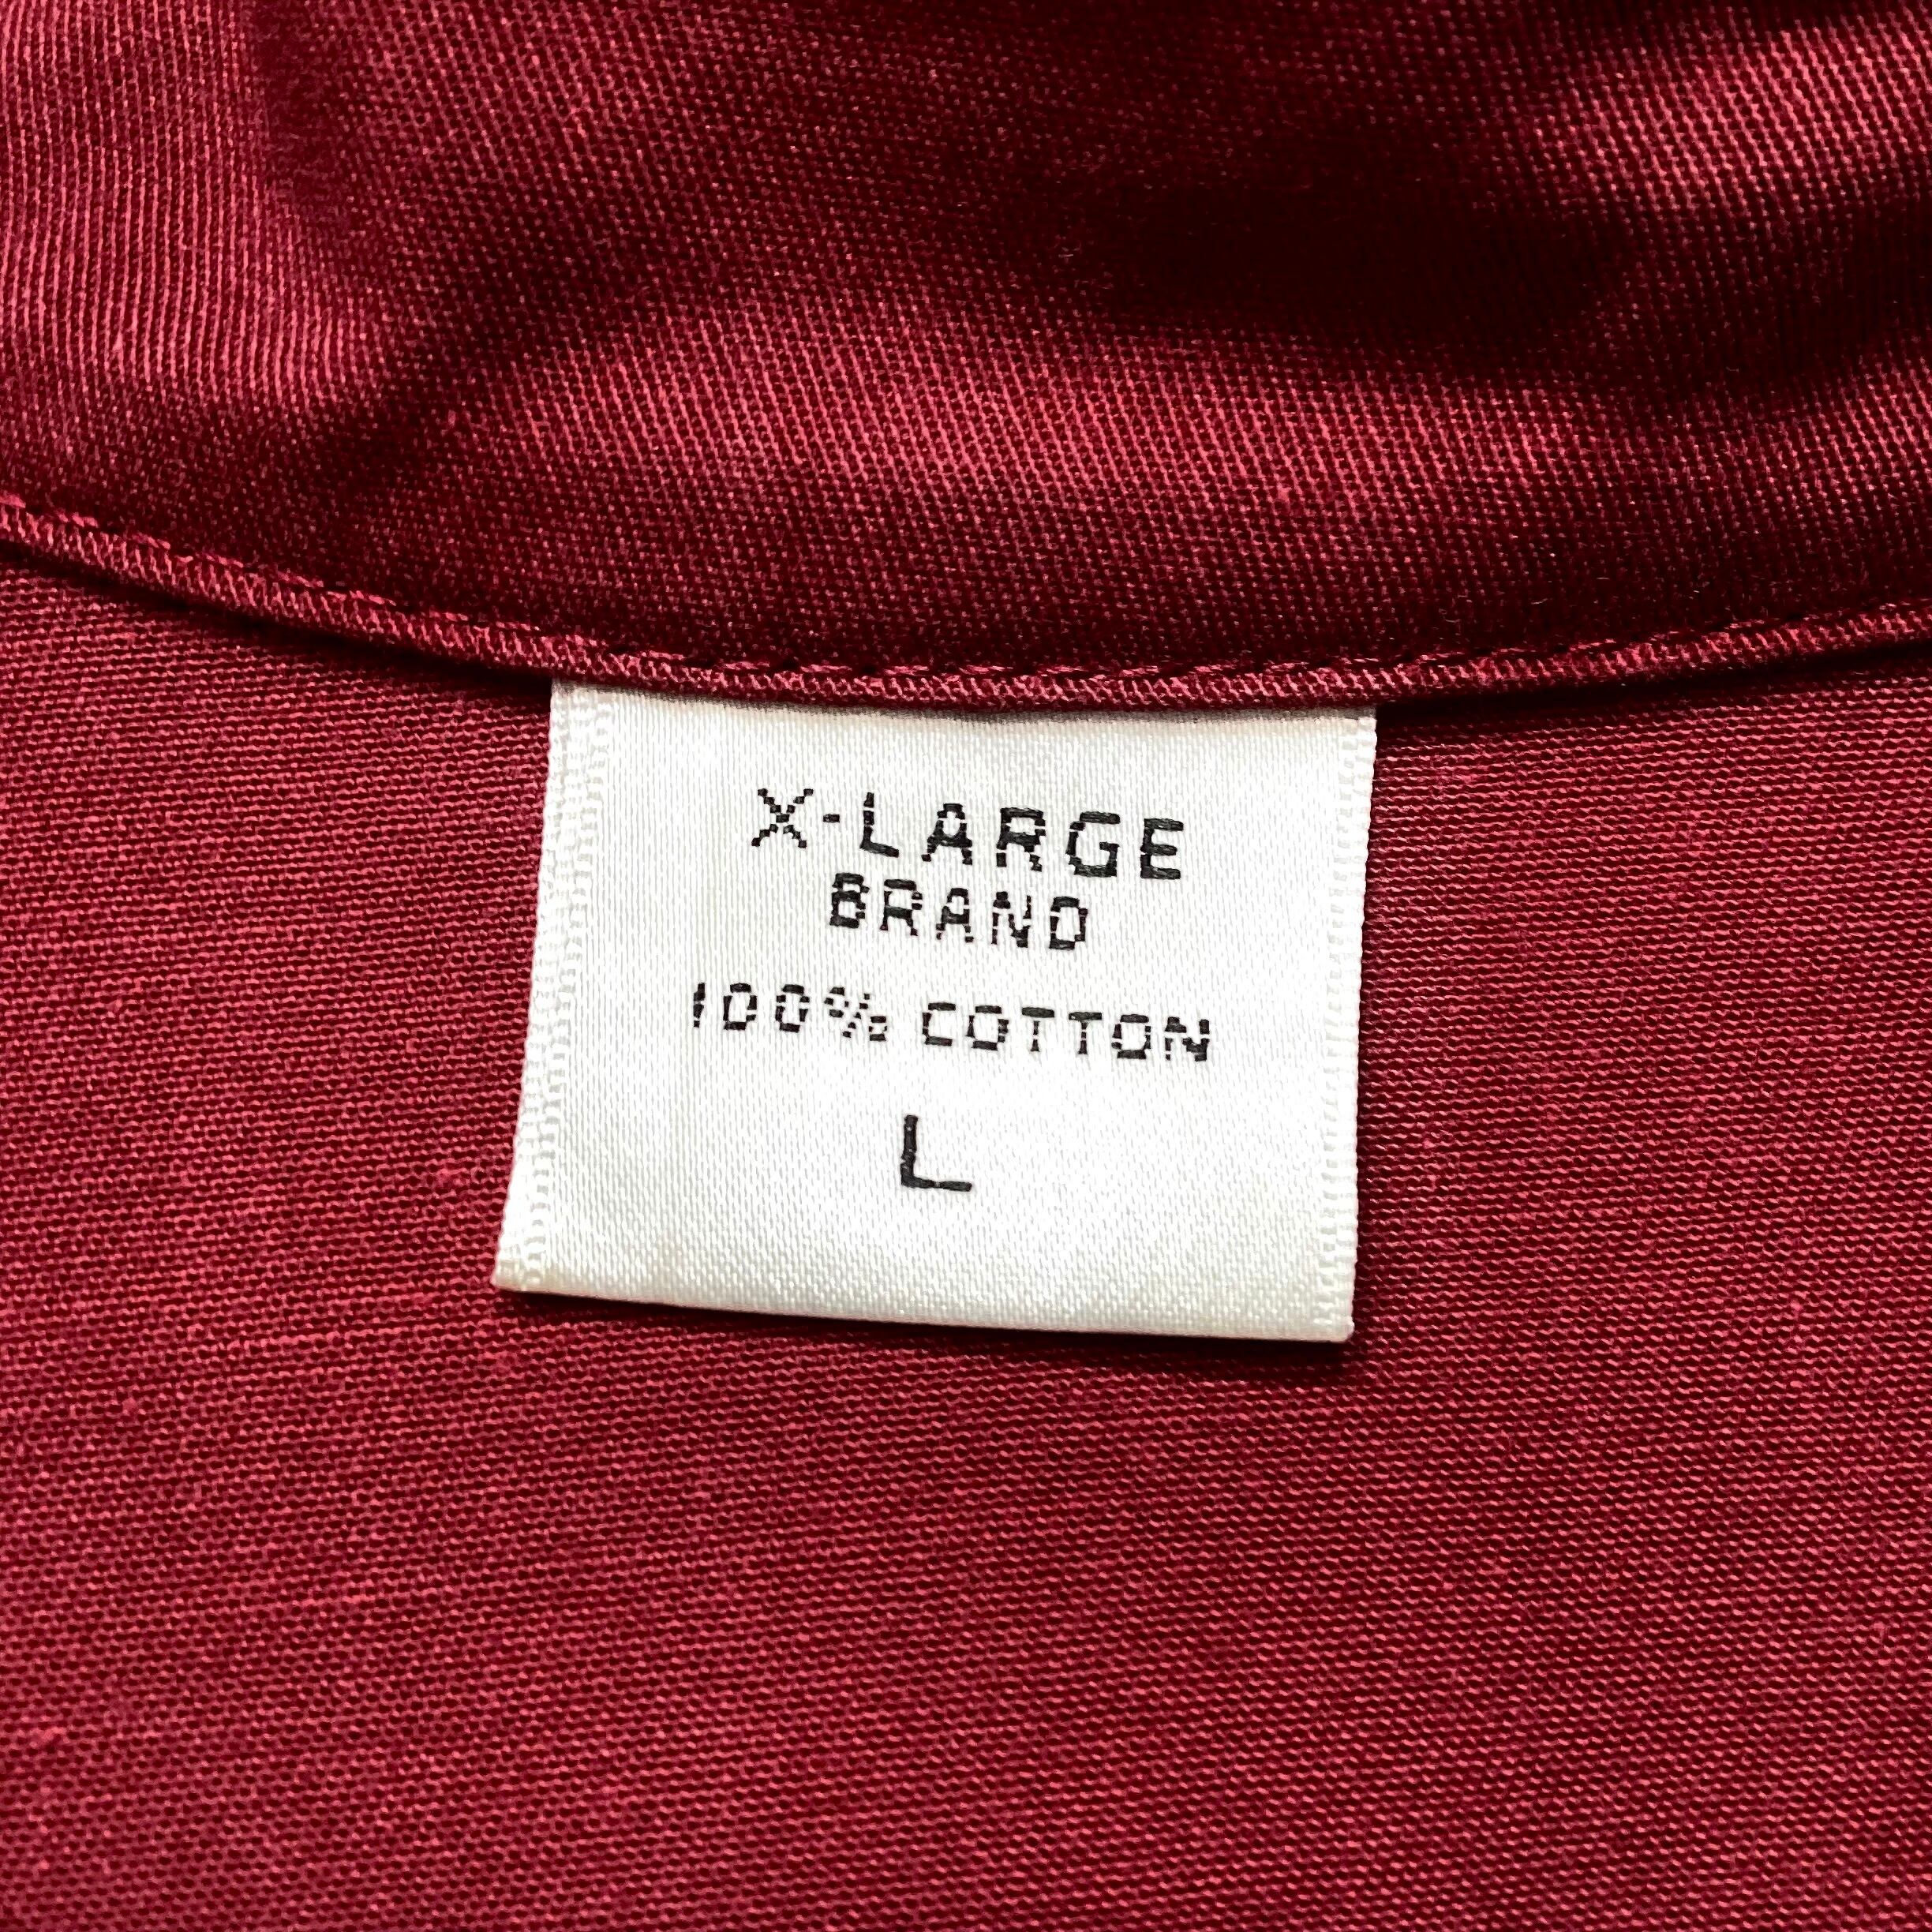 X-LARGE
BRAND
100% COTTON
L